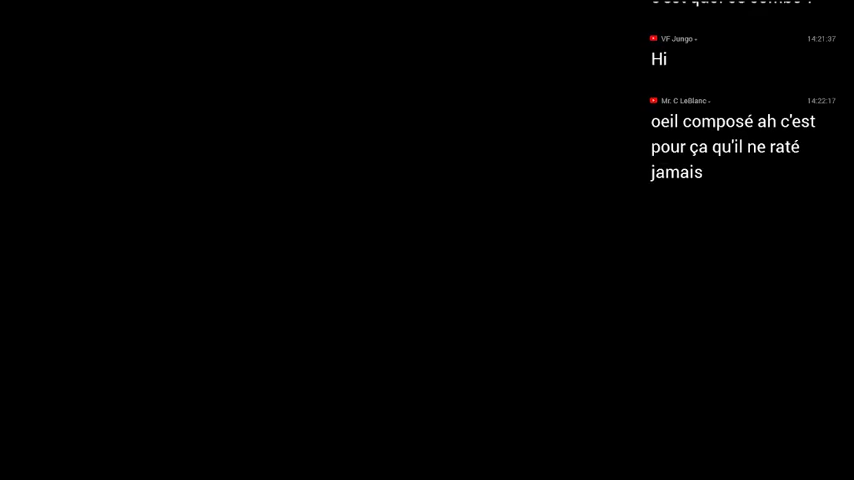 VF Jungo
14:21:37
Hi
Mr. C LeBlanc
14:22:17
oeil composé ah c'est
pour ça qu'il ne raté
jamais